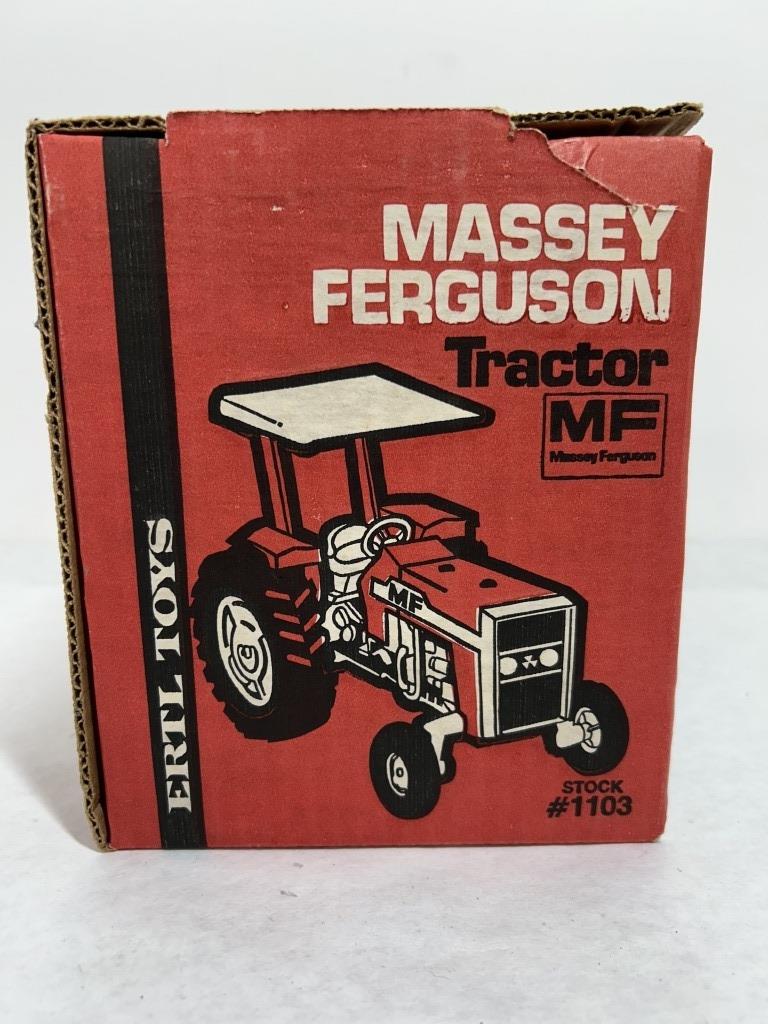 MASSEY
FERGUSON
Tractor
MF
Massey Ferguson
MF
ERTL TOYS
STOCK
#1103